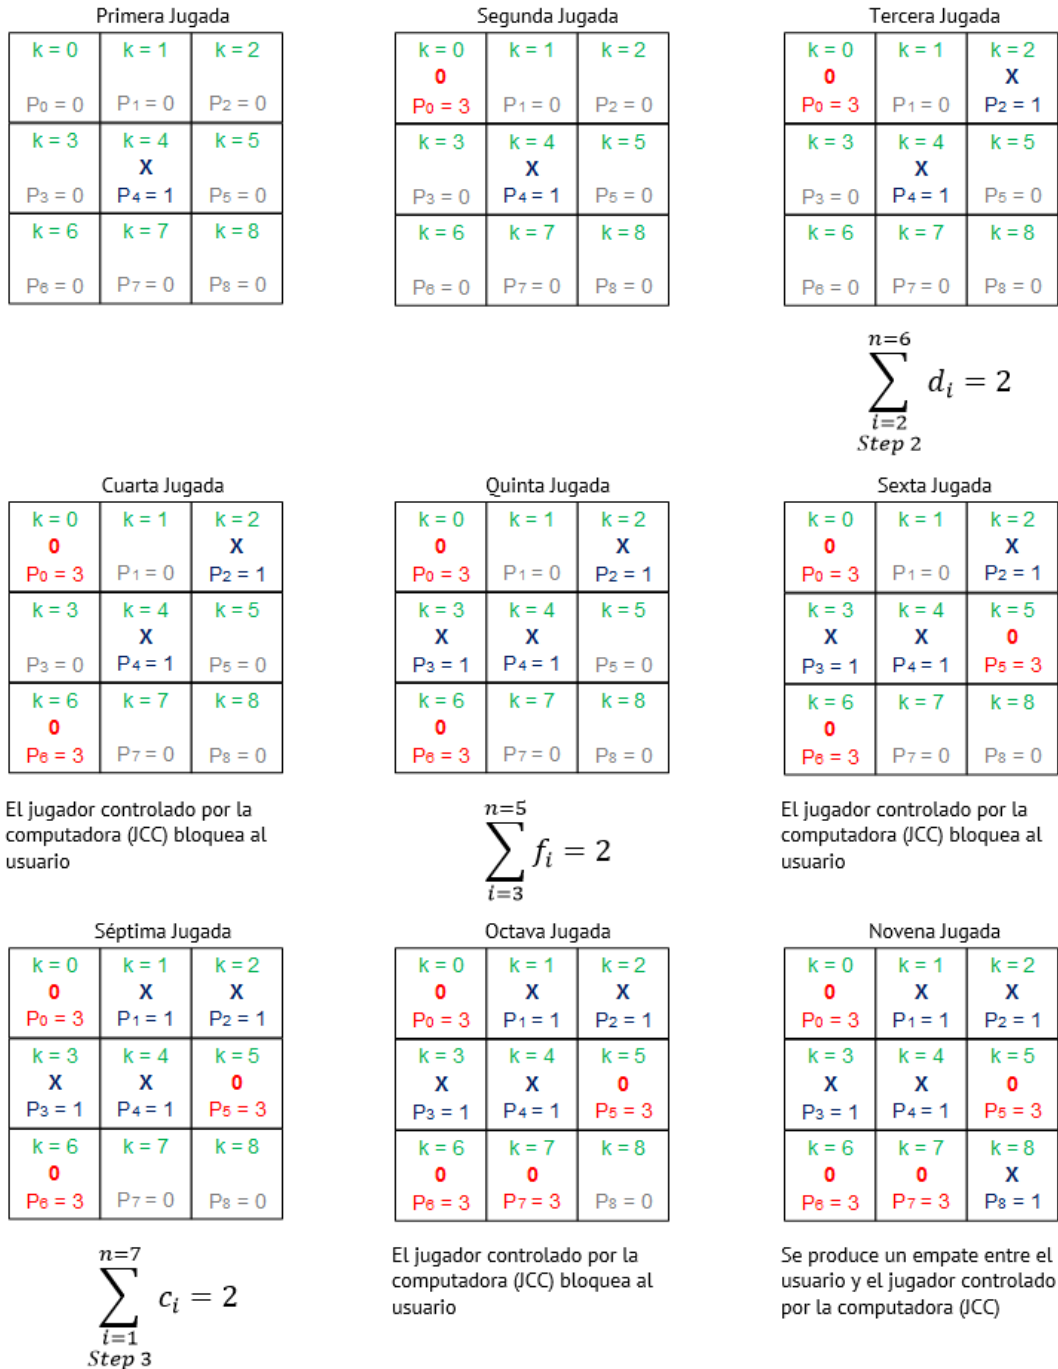 Primera Jugada
k = 0 k = 1 k = 2
P0 = 0 P1 = 0 P2 = 0
k = 3 k = 4 k = 5
X
P3 = 0 P4 = 1 P5 = 0
k = 6 k = 7 k = 8
P6 = 0 P7 = 0 P8 = 0
Segunda Jugada
k = 0 k = 1 k = 2
0
P0 = 3 P1 = 0 P2 = 0
k = 3 k = 4 k = 5
X
P3 = 0 P4 = 1 P5 = 0
k = 6 k = 7 k = 8
P6 = 0 P7 = 0 P8 = 0
Tercera Jugada
k = 0 k = 1 k = 2
0 X
P0 = 3 P1 = 0 P2 = 1
k = 3 k = 4 k = 5
X
P3 = 0 P4 = 1 P5 = 0
k = 6 k = 7 k = 8
P6 = 0 P7 = 0 P8 = 0
n=6
∑ di = 2
i=2
Step 2
Cuarta Jugada
k = 0 k = 1 k = 2
0 X
P0 = 3 P1 = 0 P2 = 1
k = 3 k = 4 k = 5
X
P3 = 0 P4 = 1 P5 = 0
k = 6 k = 7 k = 8
0
P6 = 3 P7 = 0 P8 = 0
El jugador controlado por la
computadora (JCC) bloquea al
usuario
Quinta Jugada
k = 0 k = 1 k = 2
0 X
P0 = 3 P1 = 0 P2 = 1
k = 3 k = 4 k = 5
X X
P3 = 1 P4 = 1 P5 = 0
k = 6 k = 7 k = 8
0
P6 = 3 P7 = 0 P8 = 0
n=5
∑ fi = 2
i=3
Sexta Jugada
k = 0 k = 1 k = 2
0 X
P0 = 3 P1 = 0 P2 = 1
k = 3 k = 4 k = 5
X X 0
P3 = 1 P4 = 1 P5 = 3
k = 6 k = 7 k = 8
0
P6 = 3 P7 = 0 P8 = 0
El jugador controlado por la
computadora (JCC) bloquea al
usuario
Séptima Jugada
k = 0 k = 1 k = 2
0 X X
P0 = 3 P1 = 1 P2 = 1
k = 3 k = 4 k = 5
X X 0
P3 = 1 P4 = 1 P5 = 3
k = 6 k = 7 k = 8
0
P6 = 3 P7 = 0 P8 = 0
n=7
∑ ci = 2
i=1
Step 3
Octava Jugada
k = 0 k = 1 k = 2
0 X X
P0 = 3 P1 = 1 P2 = 1
k = 3 k = 4 k = 5
X X 0
P3 = 1 P4 = 1 P5 = 3
k = 6 k = 7 k = 8
0 0
P6 = 3 P7 = 3 P8 = 0
El jugador controlado por la
computadora (JCC) bloquea al
usuario
Novena Jugada
k = 0 k = 1 k = 2
0 X X
P0 = 3 P1 = 1 P2 = 1
k = 3 k = 4 k = 5
X X 0
P3 = 1 P4 = 1 P5 = 3
k = 6 k = 7 k = 8
0 0 X
P6 = 3 P7 = 3 P8 = 1
Se produce un empate entre el
usuario y el jugador controlado
por la computadora (JCC)